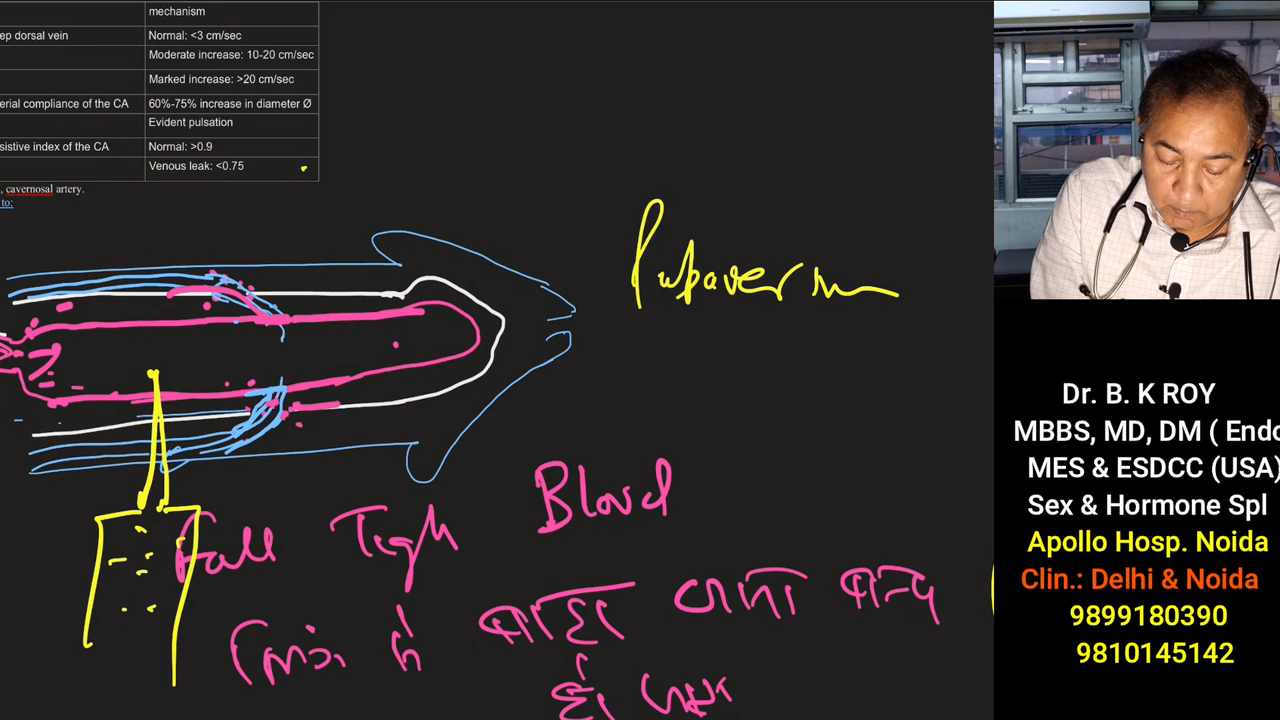 mechanism
ep dorsal vein Normal: <3 cm/sec
Moderate increase: 10-20 cm/sec
Marked increase: >20 cm/sec
erial compliance of the CA 60%-75% increase in diameter Ø
Evident pulsation
sistive index of the CA Normal: >0.9
Venous leak: <0.75
, cavernosal artery.
to:
Papaverin
Blood
Full Tight
Dr. B. K ROY
MBBS, MD, DM ( Endo
MES & ESDCC (USA)
Sex & Hormone Spl
Apollo Hosp. Noida
Clin.: Delhi & Noida
9899180390
9810145142